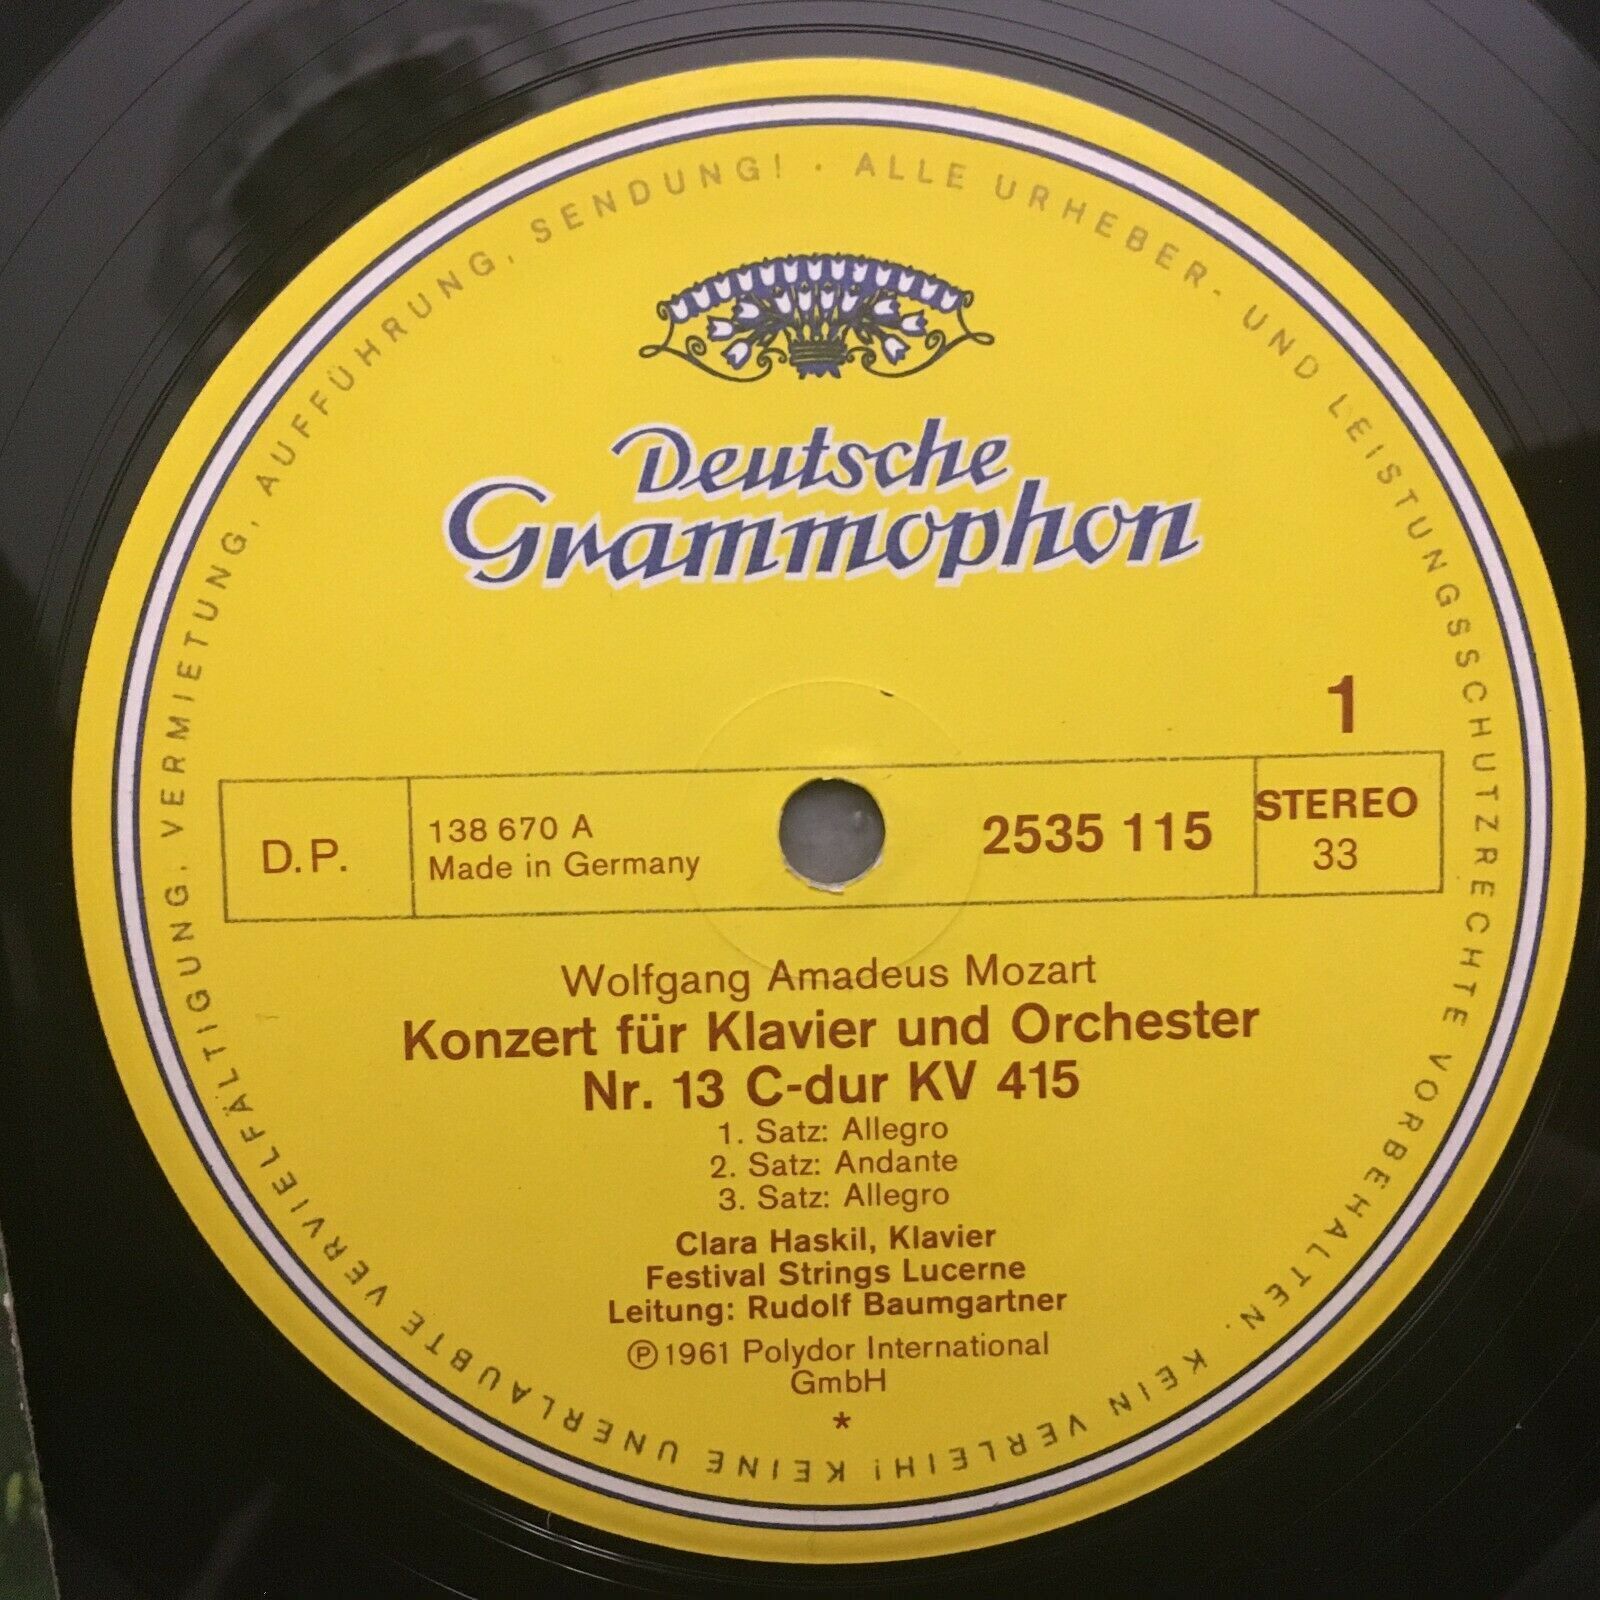 ALLE URHEBER- UND LEISTUNGSSCHUTZRECHTE VORBEHALTEN. KEIN VERLEIH! KEINE UNERLAUBTE VERVIELFÄLTIGUNG, VERMIETUNG, AUFFÜHRUNG, SENDUNG! ·
Deutsche
Grammophon
1
D.P.
138 670 A
Made in Germany
2535 115
STEREO
33
Wolfgang Amadeus Mozart
Konzert für Klavier und Orchester
Nr. 13 C-dur KV 415
1. Satz: Allegro
2. Satz: Andante
3. Satz: Allegro
Clara Haskil, Klavier
Festival Strings Lucerne
Leitung: Rudolf Baumgartner
℗ 1961 Polydor International
GmbH
*